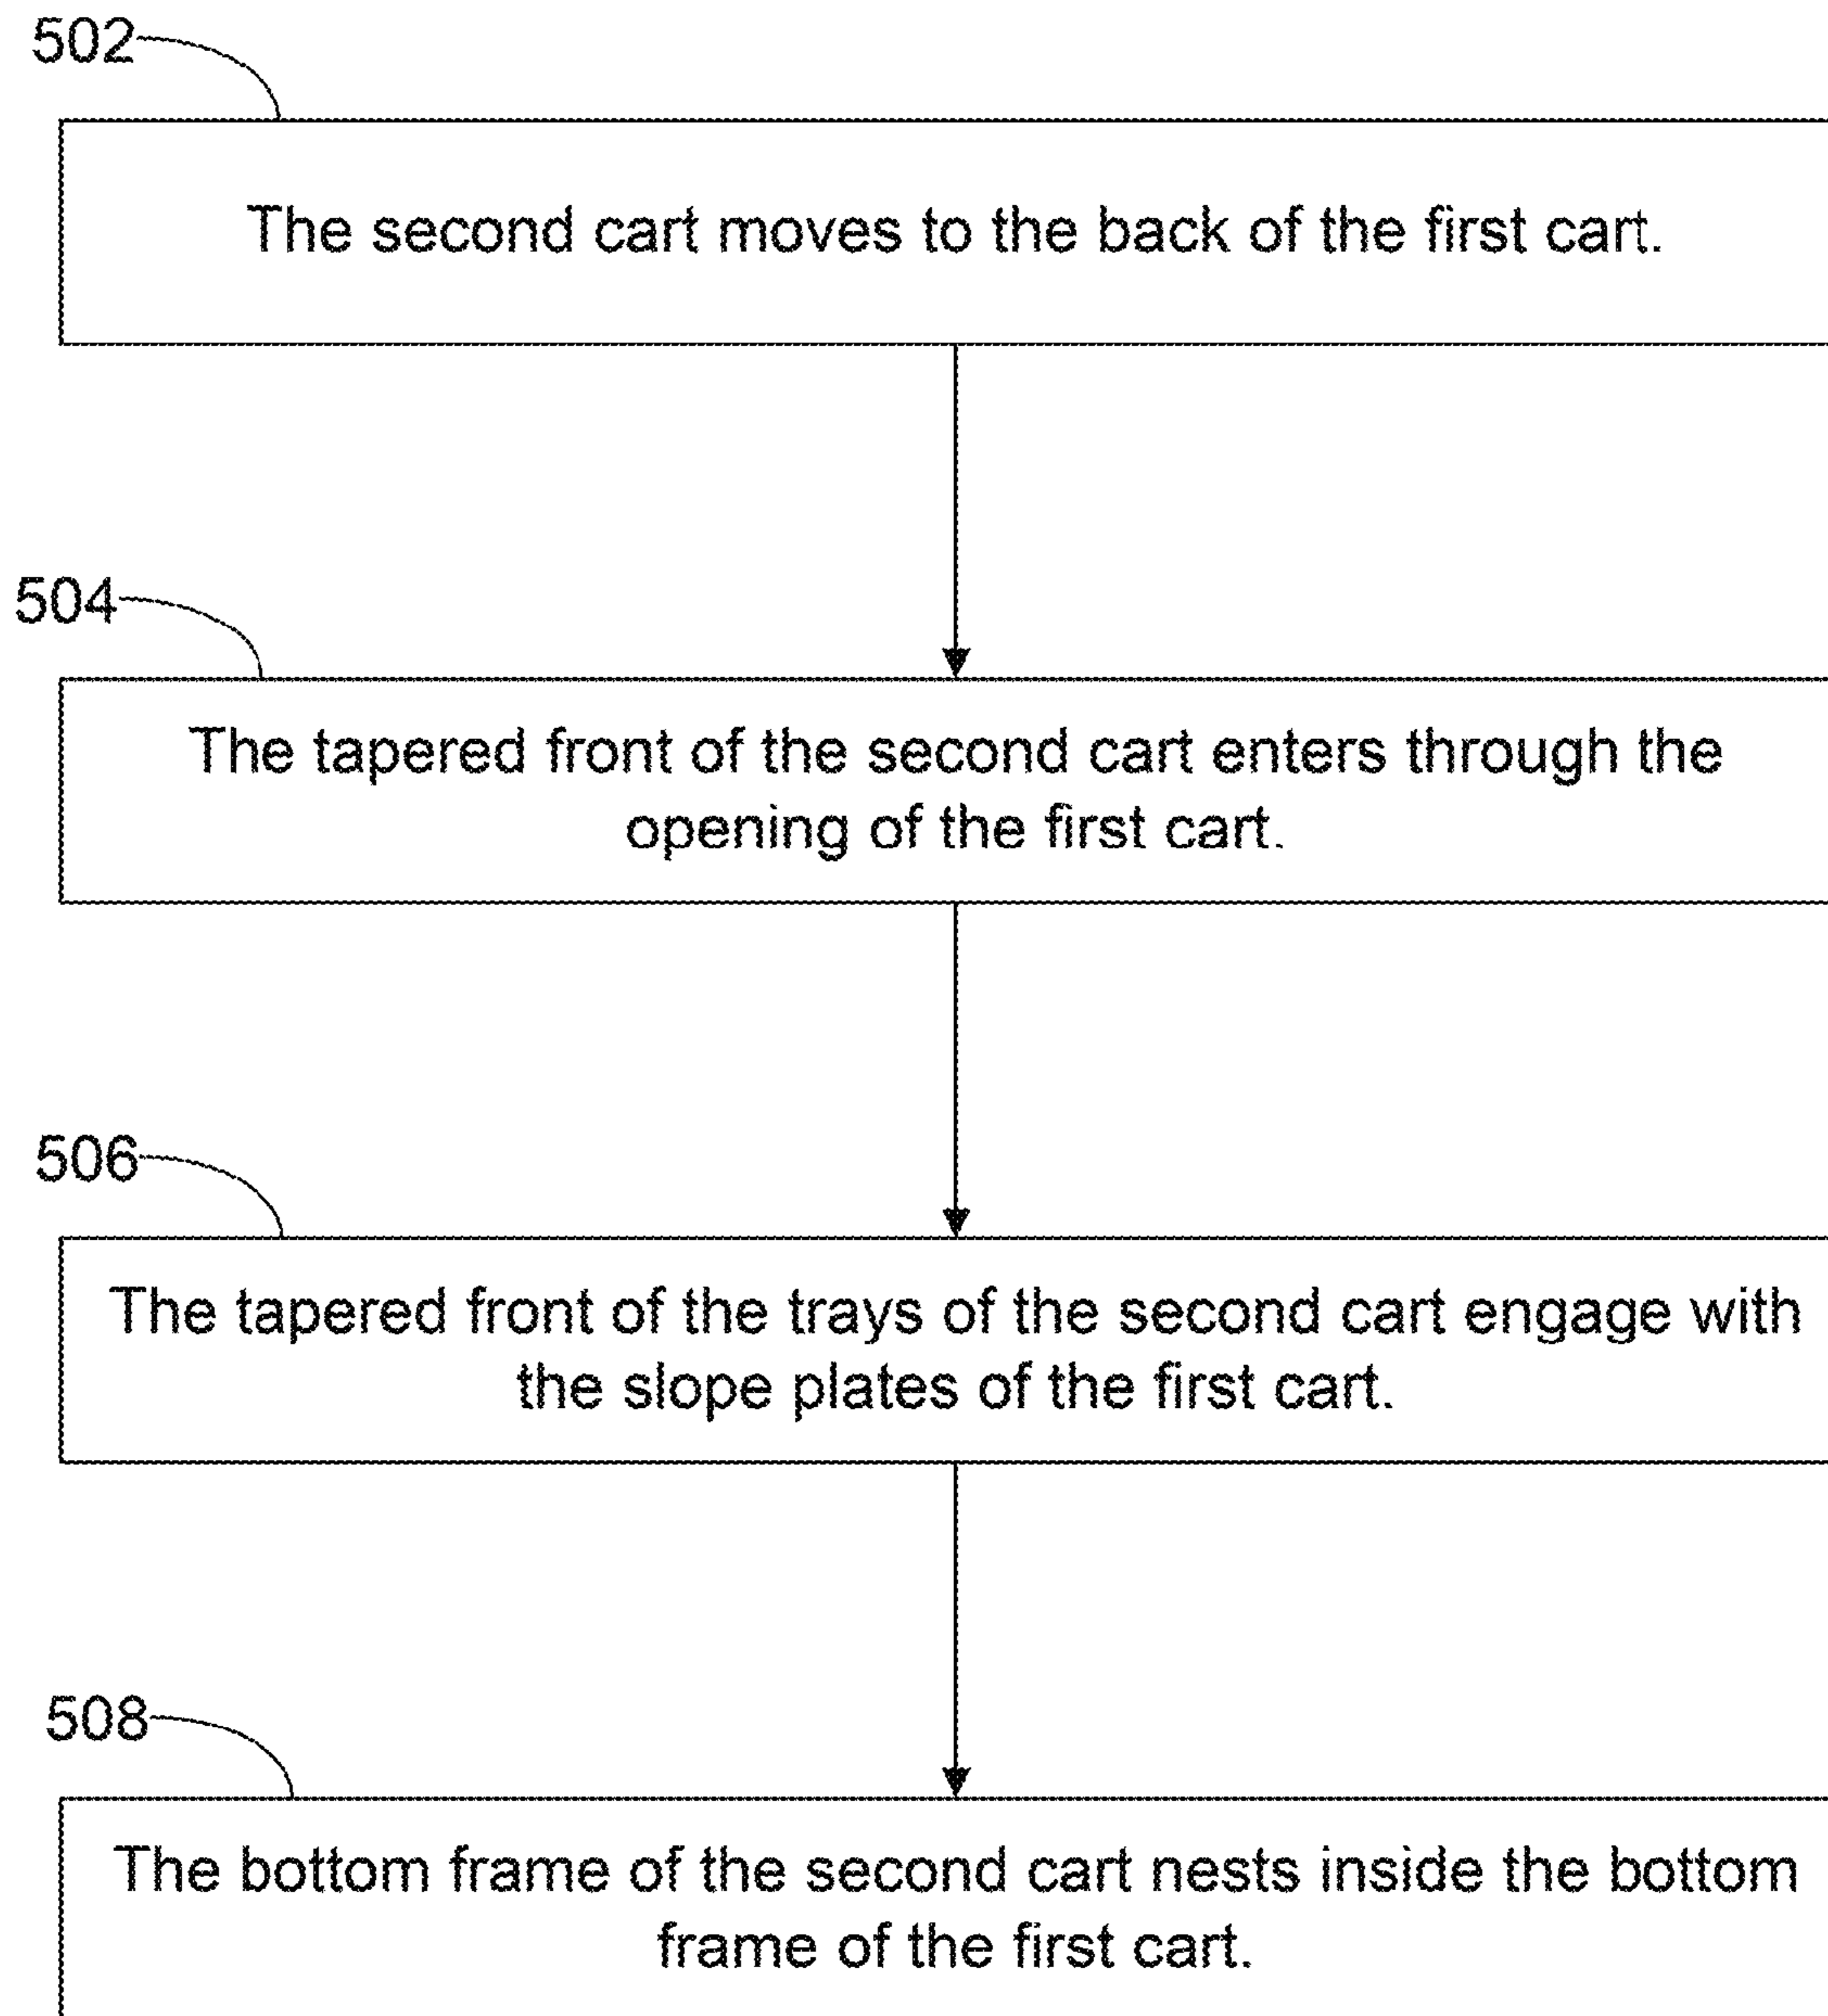 502
The second cart moves to the back of the first cart.
504
The tapered front of the second cart enters through the
opening of the first cart.
506
The tapered front of the trays of the second cart engage with
the slope plates of the first cart.
508
The bottom frame of the second cart nests inside the bottom
frame of the first cart.